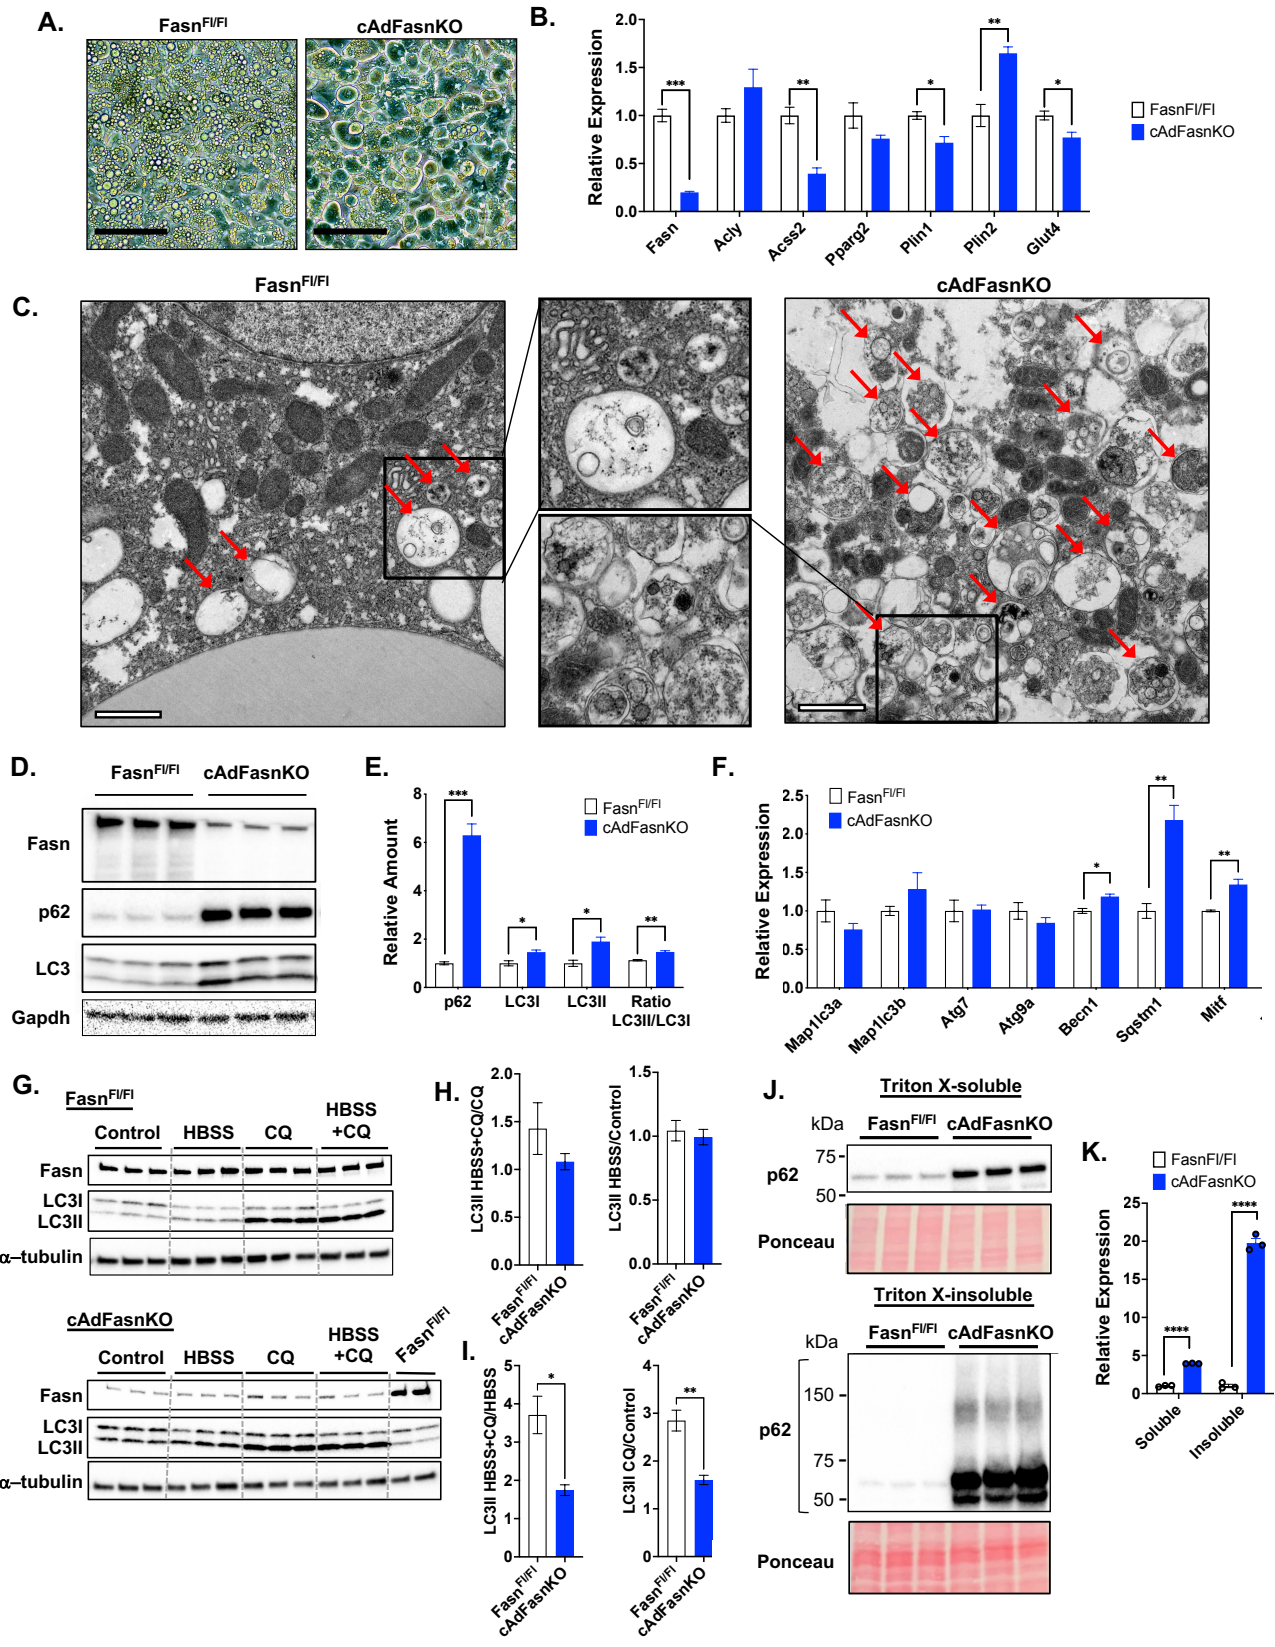 A.
Fasn^Fl/Fl
cAdFasnKO
B.
Relative Expression
2.0
1.5
1.0
0.5
0.0
***
**
*
**
*
Fasn
Acly
Acss2
Pparg2
Plin1
Plin2
Glut4
FasnFl/Fl
cAdFasnKO
C.
Fasn^Fl/Fl
cAdFasnKO
D.
Fasn^Fl/Fl cAdFasnKO
Fasn
p62
LC3
Gapdh
E.
Relative Amount
8
6
4
2
0
***
*
*
**
Fasn^Fl/Fl
cAdFasnKO
p62 LC3I LC3II Ratio
LC3II/LC3I
F.
Relative Expression
2.5
2.0
1.5
1.0
0.5
0.0
Fasn^Fl/Fl
cAdFasnKO
*
**
**
Map1lc3a
Map1lc3b
Atg7
Atg9a
Becn1
Sqstm1
Mitf
G.
Fasn^Fl/Fl
Control HBSS CQ HBSS
+CQ
Fasn
LC3I
LC3II
α–tubulin
cAdFasnKO
Control HBSS CQ HBSS
+CQ
Fasn^Fl/Fl
Fasn
LC3I
LC3II
α–tubulin
H.
LC3II HBSS+CQ/CQ
2.0
1.5
1.0
0.5
0.0
Fasn^Fl/Fl
cAdFasnKO
LC3II HBSS/Control
1.5
1.0
0.5
0.0
Fasn^Fl/Fl
cAdFasnKO
I.
LC3II HBSS+CQ/HBSS
5
4
3
2
1
0
*
Fasn^Fl/Fl
cAdFasnKO
LC3II CQ/Control
4
3
2
1
0
**
Fasn^Fl/Fl
cAdFasnKO
J.
Triton X-soluble
kDa Fasn^Fl/Fl cAdFasnKO
75
p62
50
Ponceau
Triton X-insoluble
kDa Fasn^Fl/Fl cAdFasnKO
150
p62
75
50
Ponceau
K.
FasnFl/Fl
cAdFasnKO
Relative Expression
25
20
15
10
5
0
****
****
Soluble
Insoluble